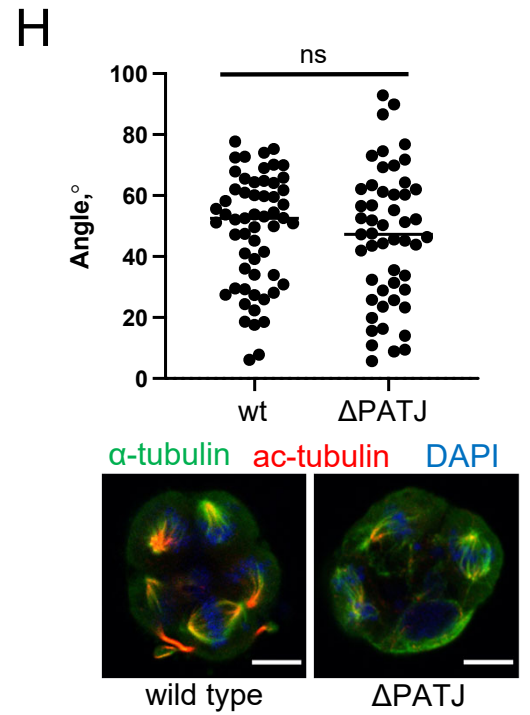 H
ns
100
80
60
40
20
0
Angle,°
wt ΔPATJ
α-tubulin ac-tubulin DAPI
wild type ΔPATJ